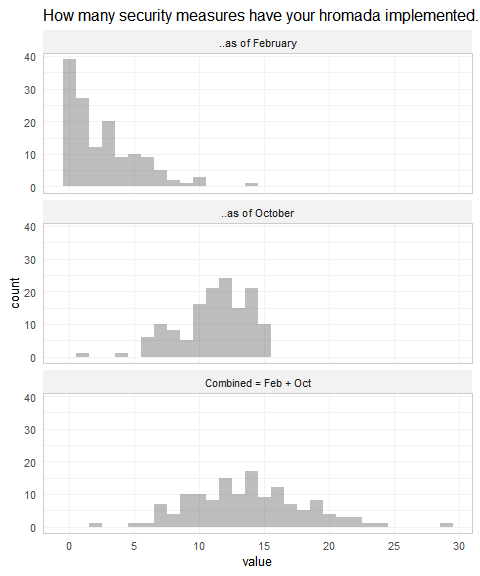 How many security measures have your hromada implemented.
..as of February
40
30
20
10
0
..as of October
40
30
20
10
0
count
Combined = Feb + Oct
40
30
20
10
0
0 5 10 15 20 25 30
value